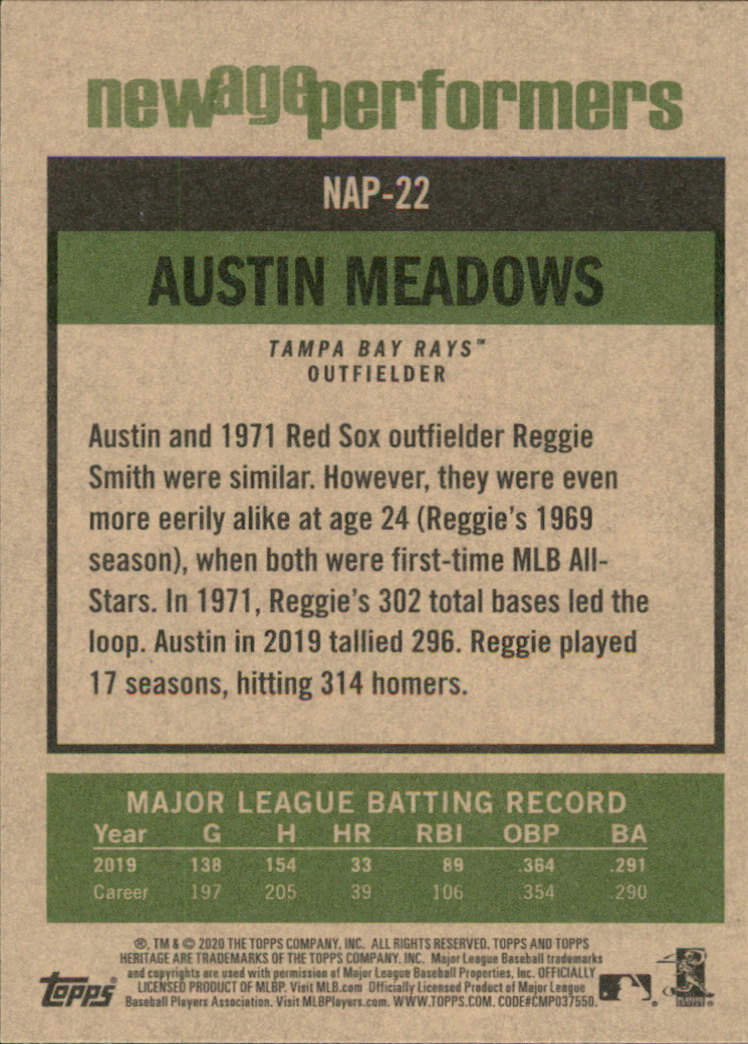 newageperformers
NAP-22
AUSTIN MEADOWS
TAMPA BAY RAYS™
OUTFIELDER
Austin and 1971 Red Sox outfielder Reggie
Smith were similar. However, they were even
more eerily alike at age 24 (Reggie's 1969
season), when both were first-time MLB All-
Stars. In 1971, Reggie's 302 total bases led the
loop. Austin in 2019 tallied 296. Reggie played
17 seasons, hitting 314 homers.
MAJOR LEAGUE BATTING RECORD
Year G H HR RBI OBP BA
2019 138 154 33 89 .364 .291
Career 197 205 39 106 .354 .290
®, TM & © 2020 THE TOPPS COMPANY, INC. ALL RIGHTS RESERVED. TOPPS AND TOPPS
HERITAGE ARE TRADEMARKS OF THE TOPPS COMPANY, INC. Major League Baseball trademarks
and copyrights are used with permission of Major League Baseball Properties, Inc. OFFICIALLY
LICENSED PRODUCT OF MLBP. Visit MLB.com Officially Licensed Product of Major League
Baseball Players Association. Visit MLBPlayers.com. WWW.TOPPS.COM. CODE#CMP037550.
topps®